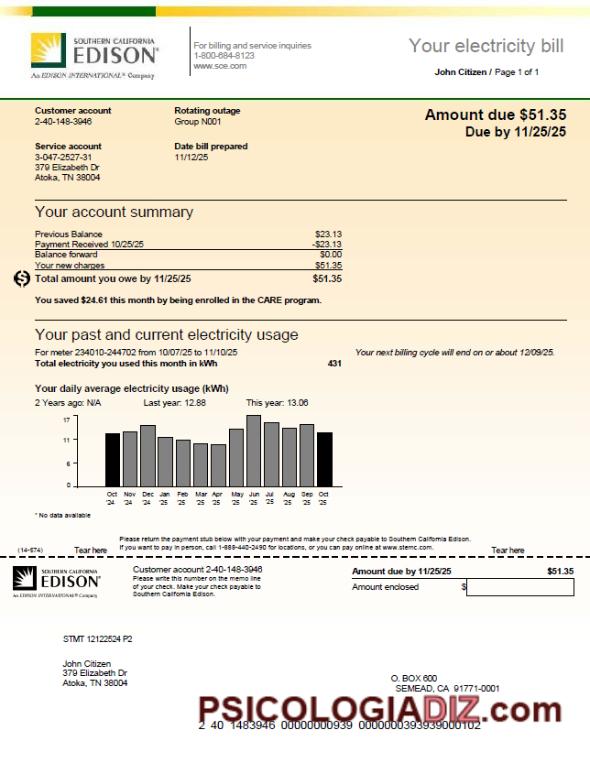 SOUTHERN CALIFORNIA
EDISON®
An EDISON INTERNATIONAL® Company
For billing and service inquiries
1-800-684-8123
www.sce.com
Your electricity bill
John Citizen / Page 1 of 1
Customer account
2-40-148-3946
Rotating outage
Group N001
Amount due $51.35
Due by 11/25/25
Service account
3-047-2527-31
379 Elizabeth Dr
Atoka, TN 38004
Date bill prepared
11/12/25
Your account summary
Previous Balance $23.13
Payment Received 10/25/25 -$23.13
Balance forward $0.00
Your new charges $51.35
$ Total amount you owe by 11/25/25 $51.35
You saved $24.61 this month by being enrolled in the CARE program.
Your past and current electricity usage
For meter 234010-244702 from 10/07/25 to 11/10/25 Your next billing cycle will end on or about 12/09/25.
Total electricity you used this month in kWh 431
Your daily average electricity usage (kWh)
2 Years ago: N/A Last year: 12.88 This year: 13.06
17
11
6
0
Oct Nov Dec Jan Feb Mar Apr May Jun Jul Aug Sep Oct
'24 '24 '24 '25 '25 '25 '25 '25 '25 '25 '25 '25 '25
* No data available
Please return the payment stub below with your payment and make your check payable to Southern California Edison.
(14-574) Tear here If you want to pay in person, call 1-888-440-2490 for locations, or you can pay online at www.stemc.com. Tear here
SOUTHERN CALIFORNIA
EDISON®
An EDISON INTERNATIONAL® Company
Customer account 2-40-148-3946
Please write this number on the memo line
of your check. Make your check payable to
Southern California Edison.
Amount due by 11/25/25 $51.35
Amount enclosed $
STMT 12122524 P2
John Citizen
379 Elizabeth Dr
Atoka, TN 38004
O. BOX 600
SEMEAD, CA 91771-0001
PSICOLOGIADIZ.com
2 40 1483946 00000000939 0000000393939000102